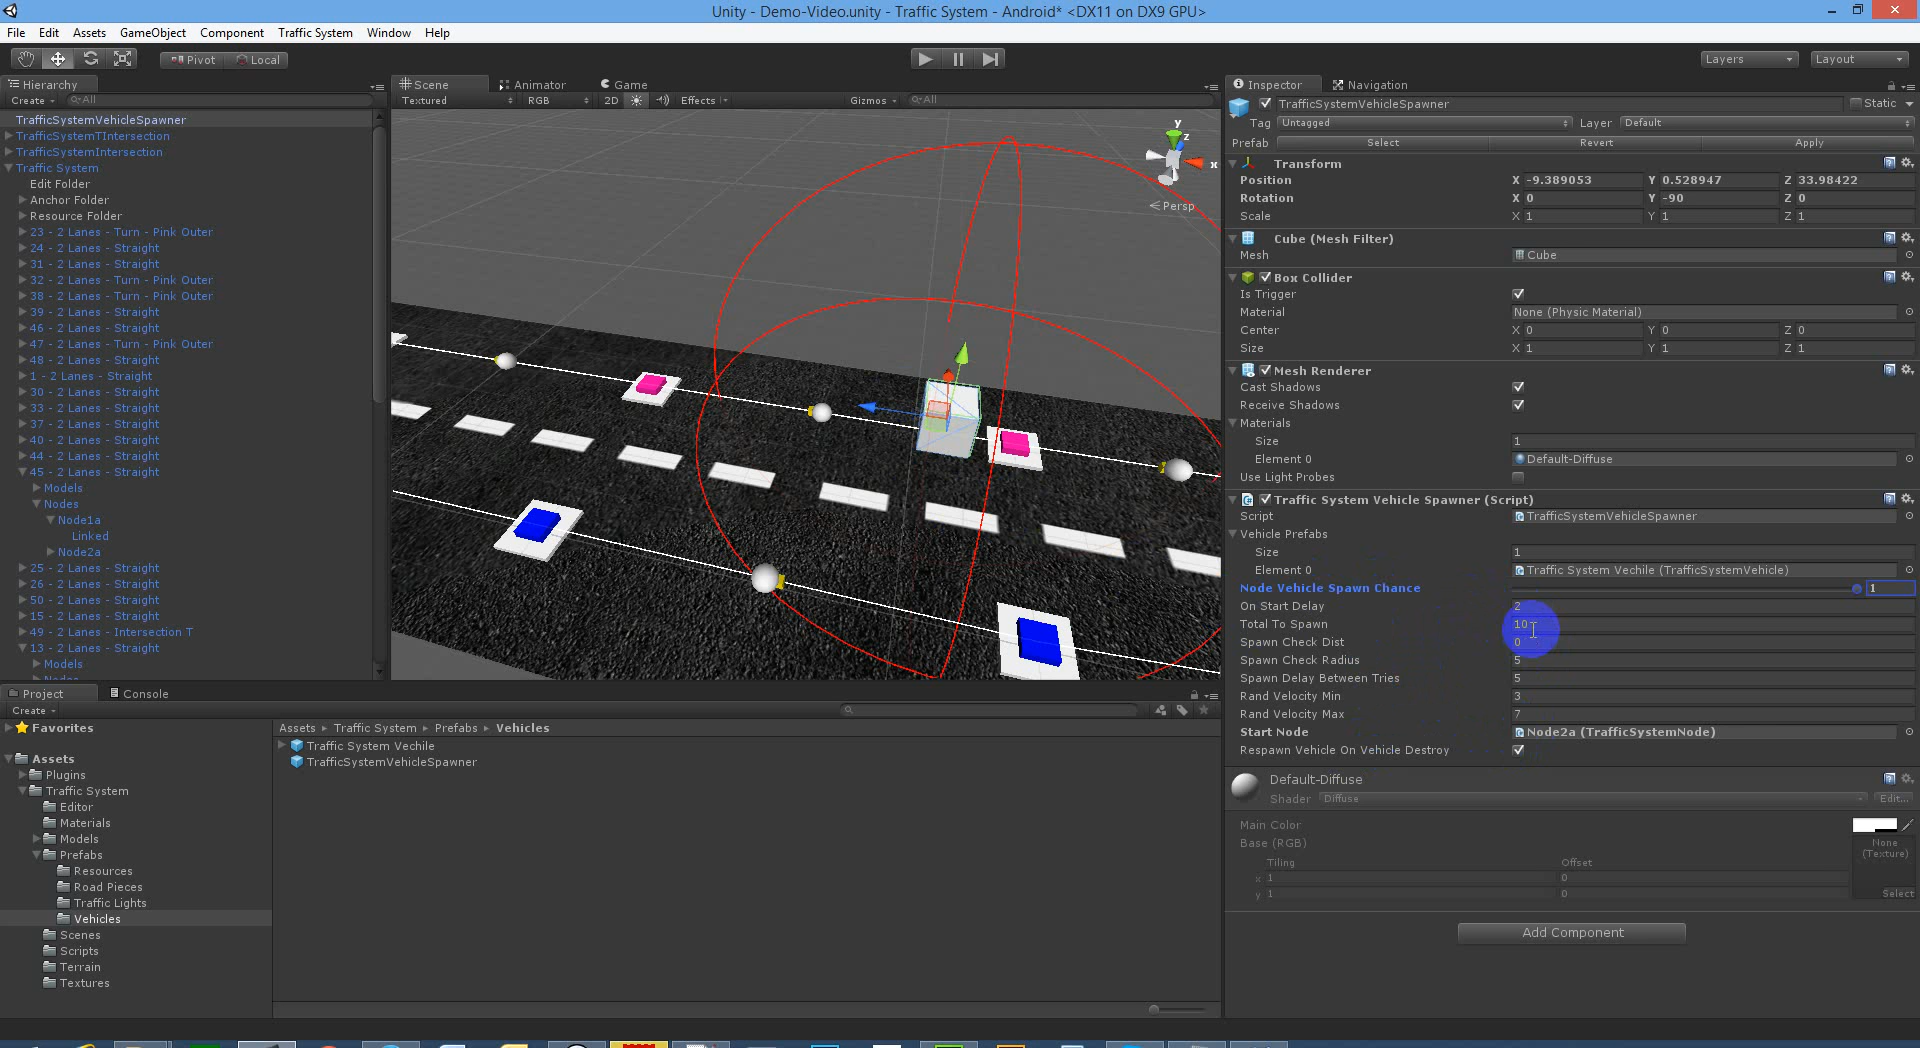 Unity - Demo-Video.unity - Traffic System - Android* <DX11 on DX9 GPU>
File Edit Assets GameObject Component Traffic System Window Help
Pivot Local
Layers Layout
Hierarchy
Create All
TrafficSystemVehicleSpawner
TrafficSystemTIntersection
TrafficSystemIntersection
Traffic System
Edit Folder
Anchor Folder
Resource Folder
23 - 2 Lanes - Turn - Pink Outer
24 - 2 Lanes - Straight
31 - 2 Lanes - Straight
32 - 2 Lanes - Turn - Pink Outer
38 - 2 Lanes - Turn - Pink Outer
39 - 2 Lanes - Straight
46 - 2 Lanes - Straight
47 - 2 Lanes - Turn - Pink Outer
48 - 2 Lanes - Straight
1 - 2 Lanes - Straight
30 - 2 Lanes - Straight
33 - 2 Lanes - Straight
37 - 2 Lanes - Straight
40 - 2 Lanes - Straight
44 - 2 Lanes - Straight
45 - 2 Lanes - Straight
Models
Nodes
Node1a
Linked
Node2a
25 - 2 Lanes - Straight
26 - 2 Lanes - Straight
50 - 2 Lanes - Straight
15 - 2 Lanes - Straight
49 - 2 Lanes - Intersection T
13 - 2 Lanes - Straight
Models
Scene Animator Game
Textured RGB 2D Effects Gizmos All
y
z
x
Persp
Inspector Navigation
TrafficSystemVehicleSpawner Static
Tag Untagged Layer Default
Prefab Select Revert Apply
Transform
Position X -9.389053 Y 0.528947 Z 33.98422
Rotation X 0 Y -90 Z 0
Scale X 1 Y 1 Z 1
Cube (Mesh Filter)
Mesh Cube
Box Collider
Is Trigger
Material None (Physic Material)
Center X 0 Y 0 Z 0
Size X 1 Y 1 Z 1
Mesh Renderer
Cast Shadows
Receive Shadows
Materials
Size 1
Element 0 Default-Diffuse
Use Light Probes
Traffic System Vehicle Spawner (Script)
Script TrafficSystemVehicleSpawner
Vehicle Prefabs
Size 1
Element 0 Traffic System Vechile (TrafficSystemVehicle)
Node Vehicle Spawn Chance 1
On Start Delay 2
Total To Spawn 10
Spawn Check Dist 0
Spawn Check Radius 5
Spawn Delay Between Tries 5
Rand Velocity Min 3
Rand Velocity Max 7
Start Node Node2a (TrafficSystemNode)
Respawn Vehicle On Vehicle Destroy
Default-Diffuse
Shader Diffuse Edit...
Main Color
Base (RGB)
None
(Texture)
Tiling Offset
x 1 0
y 1 0
Select
Add Component
Project Console
Create
Favorites
Assets
Plugins
Traffic System
Editor
Materials
Models
Prefabs
Resources
Road Pieces
Traffic Lights
Vehicles
Scenes
Scripts
Terrain
Textures
Assets Traffic System Prefabs Vehicles
Traffic System Vechile
TrafficSystemVehicleSpawner